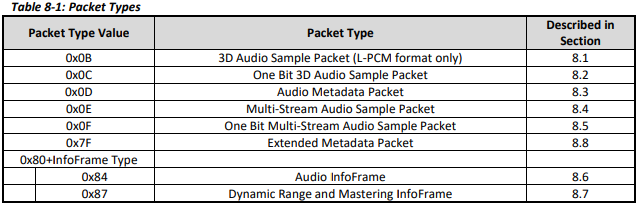 Table 8-1: Packet Types
Packet Type Value Packet Type Described in Section
0x0B 3D Audio Sample Packet (L-PCM format only) 8.1
0x0C One Bit 3D Audio Sample Packet 8.2
0x0D Audio Metadata Packet 8.3
0x0E Multi-Stream Audio Sample Packet 8.4
0x0F One Bit Multi-Stream Audio Sample Packet 8.5
0x7F Extended Metadata Packet 8.8
0x80+InfoFrame Type
0x84 Audio InfoFrame 8.6
0x87 Dynamic Range and Mastering InfoFrame 8.7